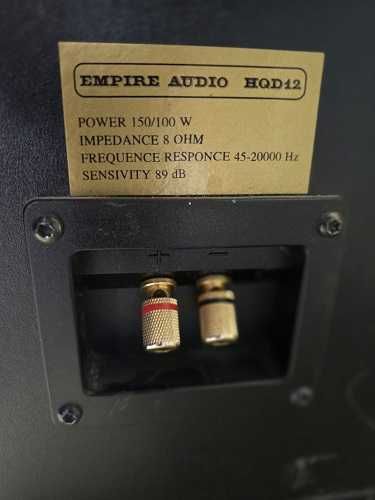 EMPIRE AUDIO HQD12
POWER 150/100 W
IMPEDANCE 8 OHM
FREQUENCE RESPONCE 45-20000 Hz
SENSIVITY 89 dB
+ −